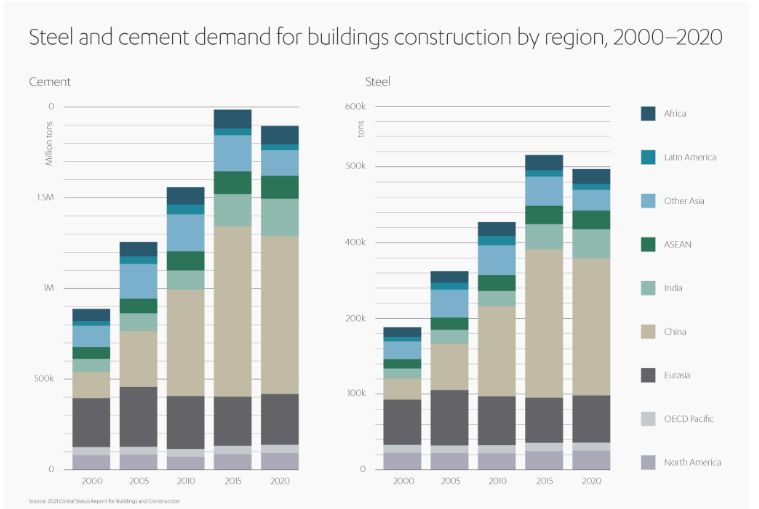 Steel and cement demand for buildings construction by region, 2000–2020
Cement
0
Million tons
1.5M
1M
500k
0
2000 2005 2010 2015 2020
Steel
600k
tons
500k
400k
200k
100k
0
2000 2005 2010 2015 2020
Africa
Latin America
Other Asia
ASEAN
India
China
Eurasia
OECD Pacific
North America
Source: 2021 Global Status Report for Buildings and Construction